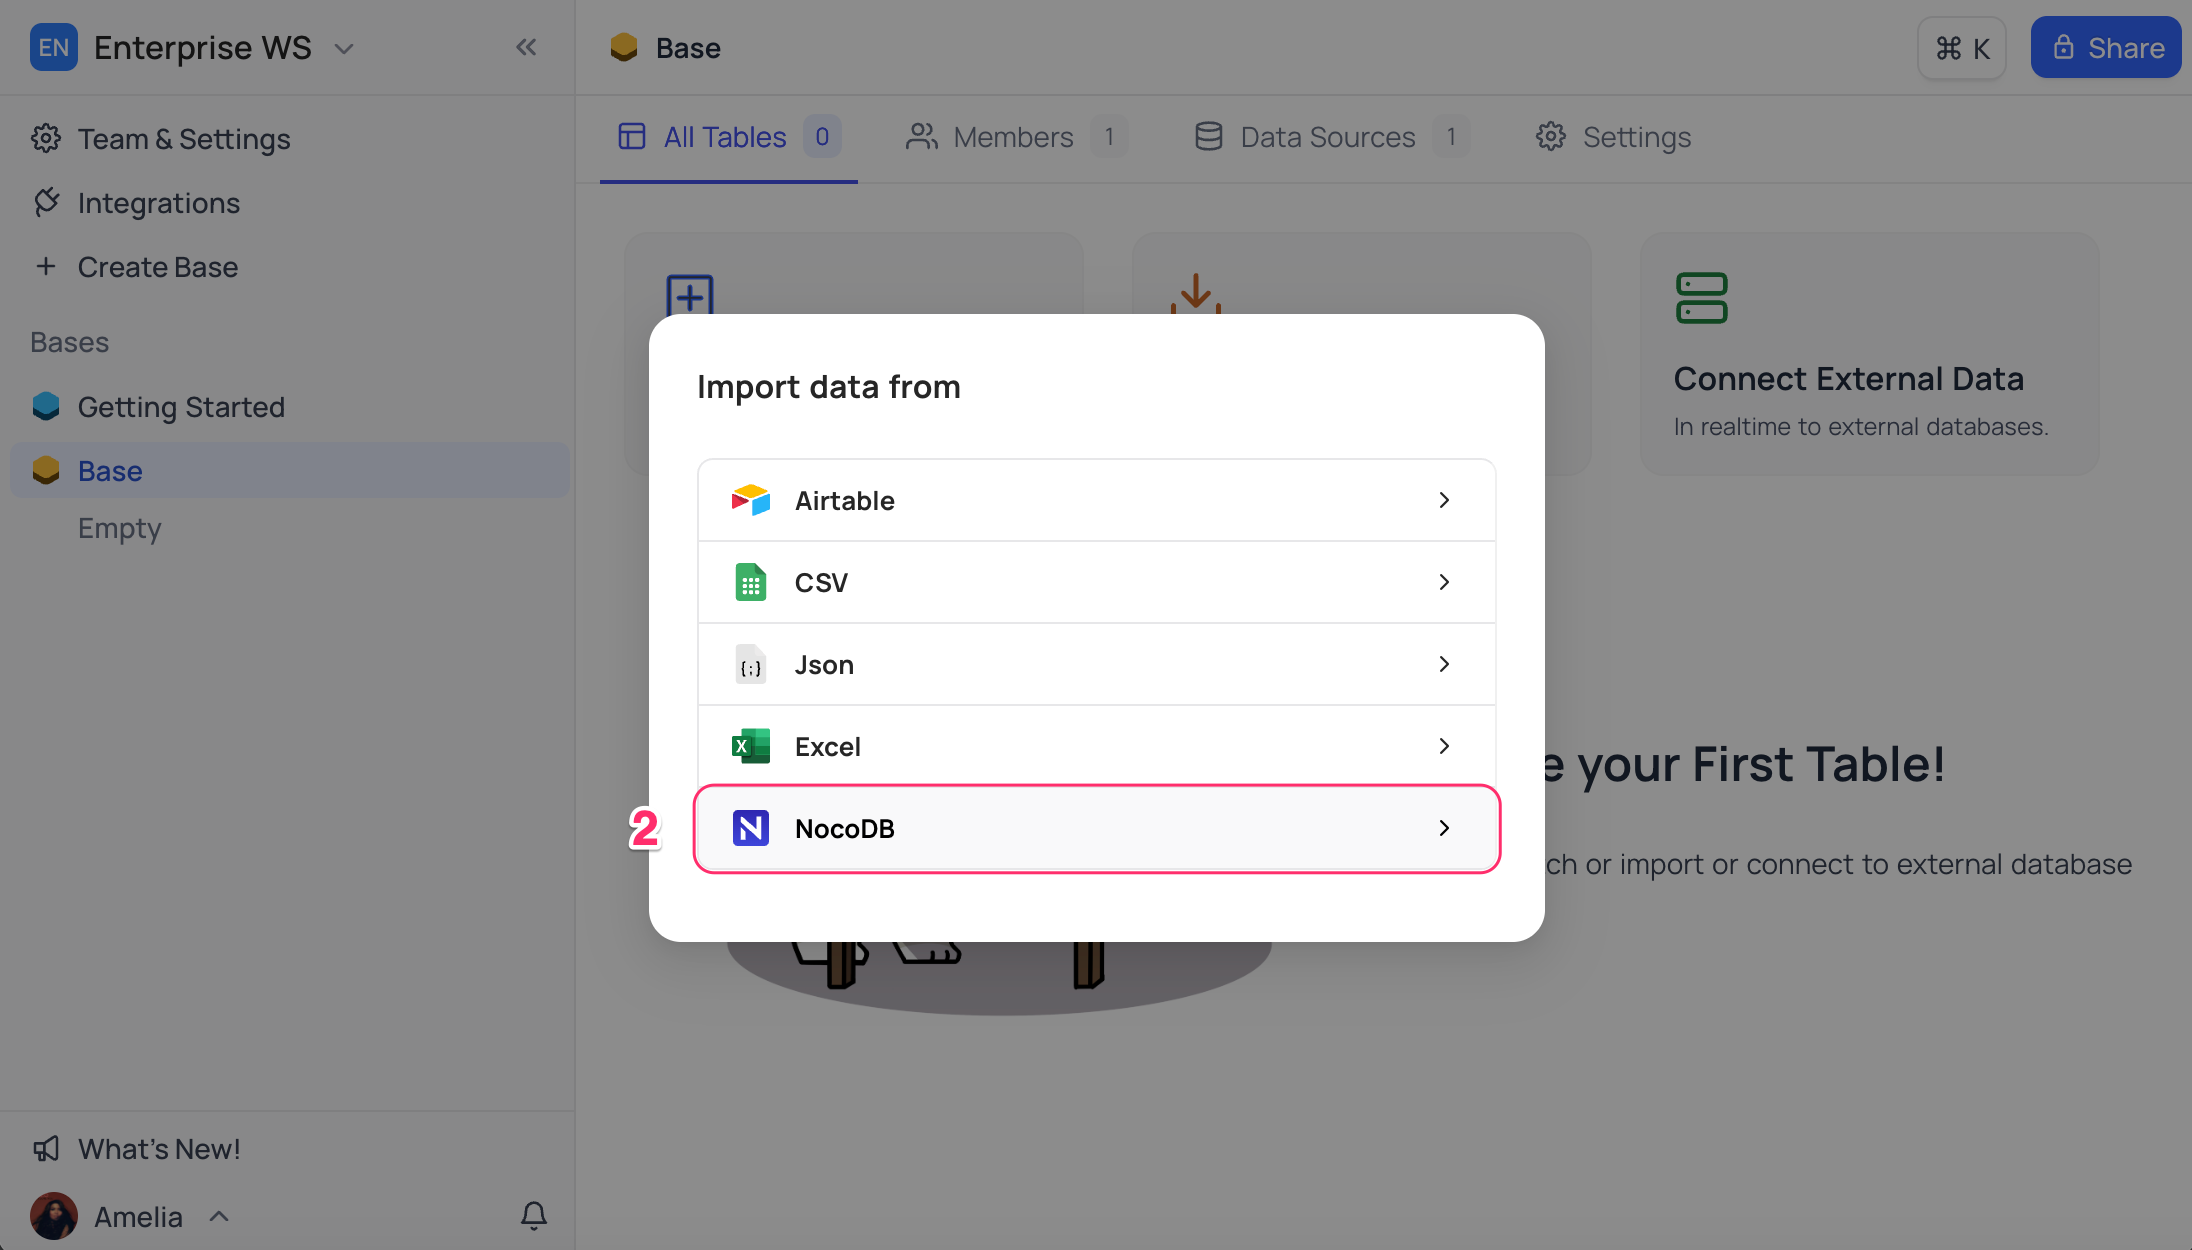 EN Enterprise WS
Base
⌘ K
Share
Team & Settings
Integrations
Create Base
Bases
Getting Started
Base
Empty
All Tables 0
Members 1
Data Sources 1
Settings
Connect External Data
In realtime to external databases.
Import data from
Airtable
CSV
{;} Json
X Excel
2 N NocoDB
your First Table!
or import or connect to external database
What's New!
Amelia